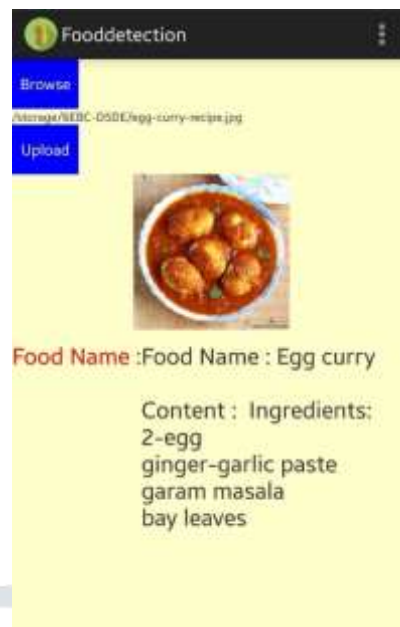 Fooddetection
Browse
/storage/6EBC-D5DE/egg-curry-recipe.jpg
Upload
Food Name :Food Name : Egg curry
Content :  Ingredients:
2-egg
ginger-garlic paste
garam masala
bay leaves